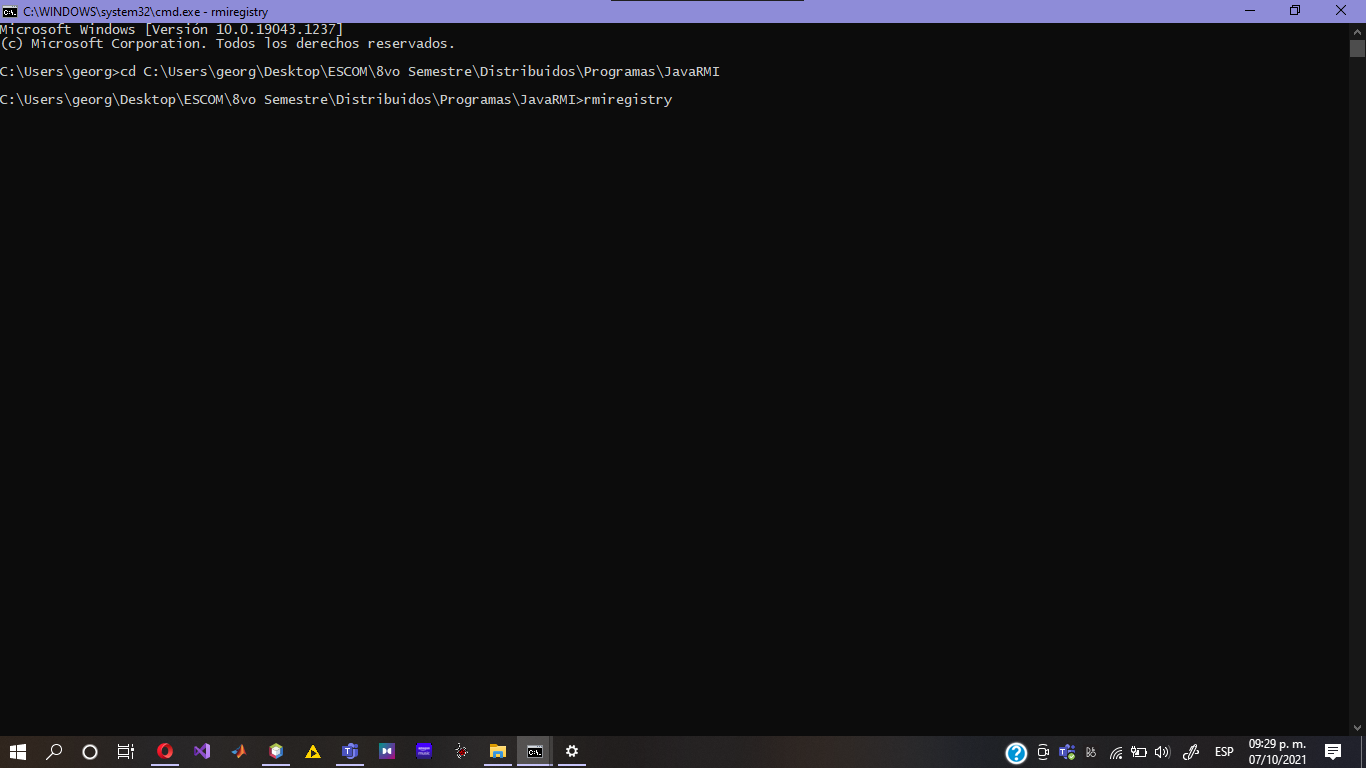 C:\WINDOWS\system32\cmd.exe - rmiregistry
Microsoft Windows [Versión 10.0.19043.1237]
(c) Microsoft Corporation. Todos los derechos reservados.
C:\Users\georg>cd C:\Users\georg\Desktop\ESCOM\8vo Semestre\Distribuidos\Programas\JavaRMI
C:\Users\georg\Desktop\ESCOM\8vo Semestre\Distribuidos\Programas\JavaRMI>rmiregistry
ESP
09:29 p. m.
07/10/2021